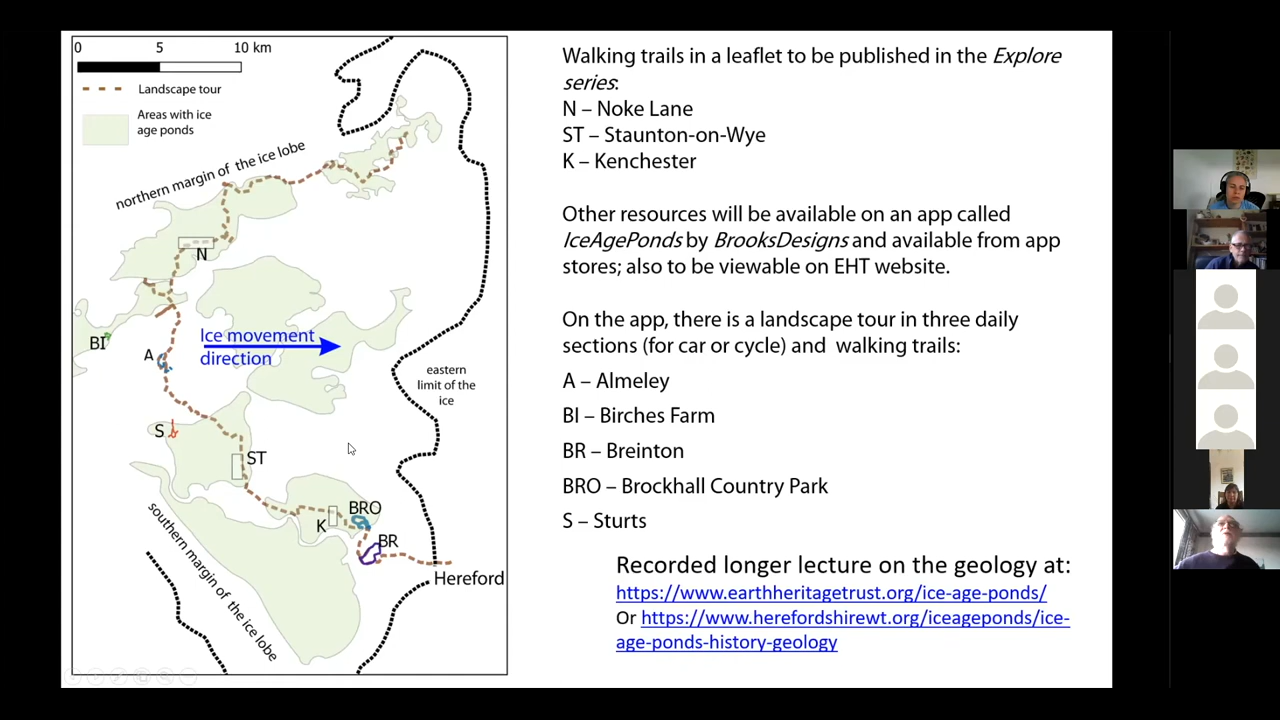 0 5 10 km
Landscape tour
Areas with ice
age ponds
northern margin of the ice lobe
N
BI
A
Ice movement
direction
eastern
limit of the
ice
S
ST
BRO
K
BR
Hereford
southern margin of the ice lobe
Walking trails in a leaflet to be published in the Explore
series:
N – Noke Lane
ST – Staunton-on-Wye
K – Kenchester
Other resources will be available on an app called
IceAgePonds by BrooksDesigns and available from app
stores; also to be viewable on EHT website.
On the app, there is a landscape tour in three daily
sections (for car or cycle) and walking trails:
A – Almeley
BI – Birches Farm
BR – Breinton
BRO – Brockhall Country Park
S – Sturts
Recorded longer lecture on the geology at:
https://www.earthheritagetrust.org/ice-age-ponds/
Or https://www.herefordshirewt.org/iceageponds/ice-
age-ponds-history-geology